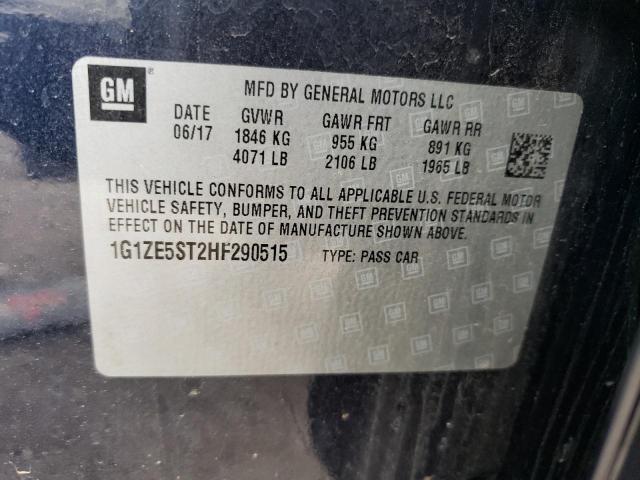 GM ®
MFD BY GENERAL MOTORS LLC
DATE GVWR GAWR FRT GAWR RR
06/17 1846 KG 955 KG 891 KG
4071 LB 2106 LB 1965 LB
THIS VEHICLE CONFORMS TO ALL APPLICABLE U.S. FEDERAL MOTOR
VEHICLE SAFETY, BUMPER, AND THEFT PREVENTION STANDARDS IN
EFFECT ON THE DATE OF MANUFACTURE SHOWN ABOVE.
1G1ZE5ST2HF290515 TYPE: PASS CAR